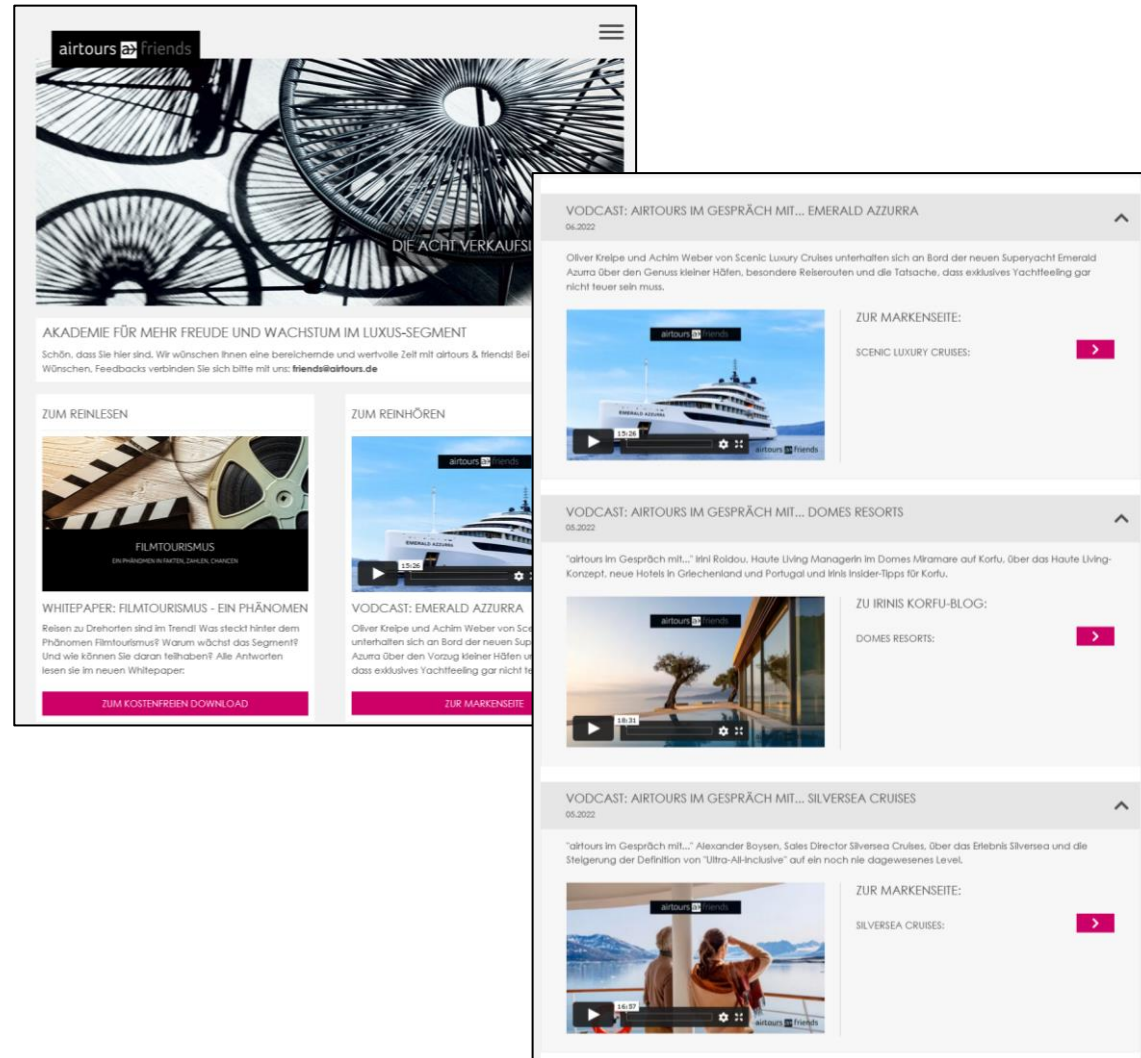 airtours a friends
DIE ACHT VERKAUFSI
AKADEMIE FÜR MEHR FREUDE UND WACHSTUM IM LUXUS-SEGMENT
Schön, dass Sie hier sind. Wir wünschen Ihnen eine bereichernde und wertvolle Zeit mit airtours & friends! Bei
Wünschen, Feedbacks verbinden Sie sich bitte mit uns: friends@airtours.de
ZUM REINLESEN
FILMTOURISMUS
EIN PHÄNOMEN IN FAKTEN, ZAHLEN, CHANCEN
WHITEPAPER: FILMTOURISMUS - EIN PHÄNOMEN
Reisen zu Drehorten sind im Trend! Was steckt hinter dem
Phänomen Filmtourismus? Warum wächst das Segment?
Und wie können Sie daran teilhaben? Alle Antworten
lesen sie im neuen Whitepaper:
ZUM KOSTENFREIEN DOWNLOAD
ZUM REINHÖREN
airtours a friends
EMERALD AZZURRA
15:26
VODCAST: EMERALD AZZURRA
Oliver Kreipe und Achim Weber von Sce
unterhalten sich an Bord der neuen Sup
Azurra über den Vorzug kleiner Häfen u
dass exklusives Yachtfeeling gar nicht te
ZUR MARKENSEITE
VODCAST: AIRTOURS IM GESPRÄCH MIT... EMERALD AZZURRA
06.2022
Oliver Kreipe und Achim Weber von Scenic Luxury Cruises unterhalten sich an Bord der neuen Superyacht Emerald
Azurra über den Genuss kleiner Häfen, besondere Reiserouten und die Tatsache, dass exklusives Yachtfeeling gar
nicht teuer sein muss.
airtours a friends
EMERALD AZZURRA
15:26
airtours a friends
ZUR MARKENSEITE:
SCENIC LUXURY CRUISES:
VODCAST: AIRTOURS IM GESPRÄCH MIT... DOMES RESORTS
05.2022
"airtours im Gespräch mit..." Irini Roidou, Haute Living Managerin im Domes Miramare auf Korfu, über das Haute Living-
Konzept, neue Hotels in Griechenland und Portugal und Irinis Insider-Tipps für Korfu.
airtours a friends
18:31
ZU IRINIS KORFU-BLOG:
DOMES RESORTS:
VODCAST: AIRTOURS IM GESPRÄCH MIT... SILVERSEA CRUISES
05.2022
"airtours im Gespräch mit..." Alexander Boysen, Sales Director Silversea Cruises, über das Erlebnis Silversea und die
Steigerung der Definition von "Ultra-All-Inclusive" auf ein noch nie dagewesenes Level.
airtours a friends
16:57
airtours a friends
ZUR MARKENSEITE:
SILVERSEA CRUISES: